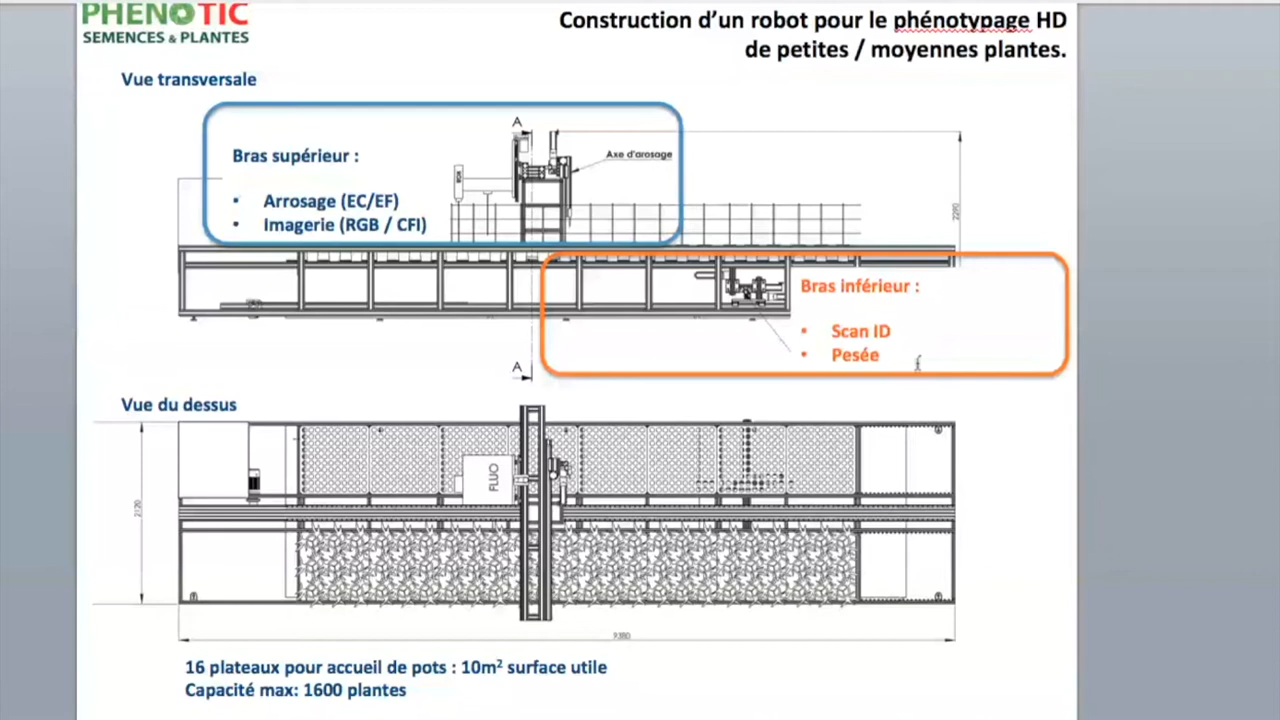 PHENOTIC
SEMENCES & PLANTES
Construction d'un robot pour le phénotypage HD
de petites / moyennes plantes.
Vue transversale
A
Bras supérieur :
Axe d'arosage
• Arrosage (EC/EF)
• Imagerie (RGB / CFI)
2290
Bras inférieur :
• Scan ID
• Pesée
A
Vue du dessus
FLUO
2120
9380
16 plateaux pour accueil de pots : 10m² surface utile
Capacité max: 1600 plantes